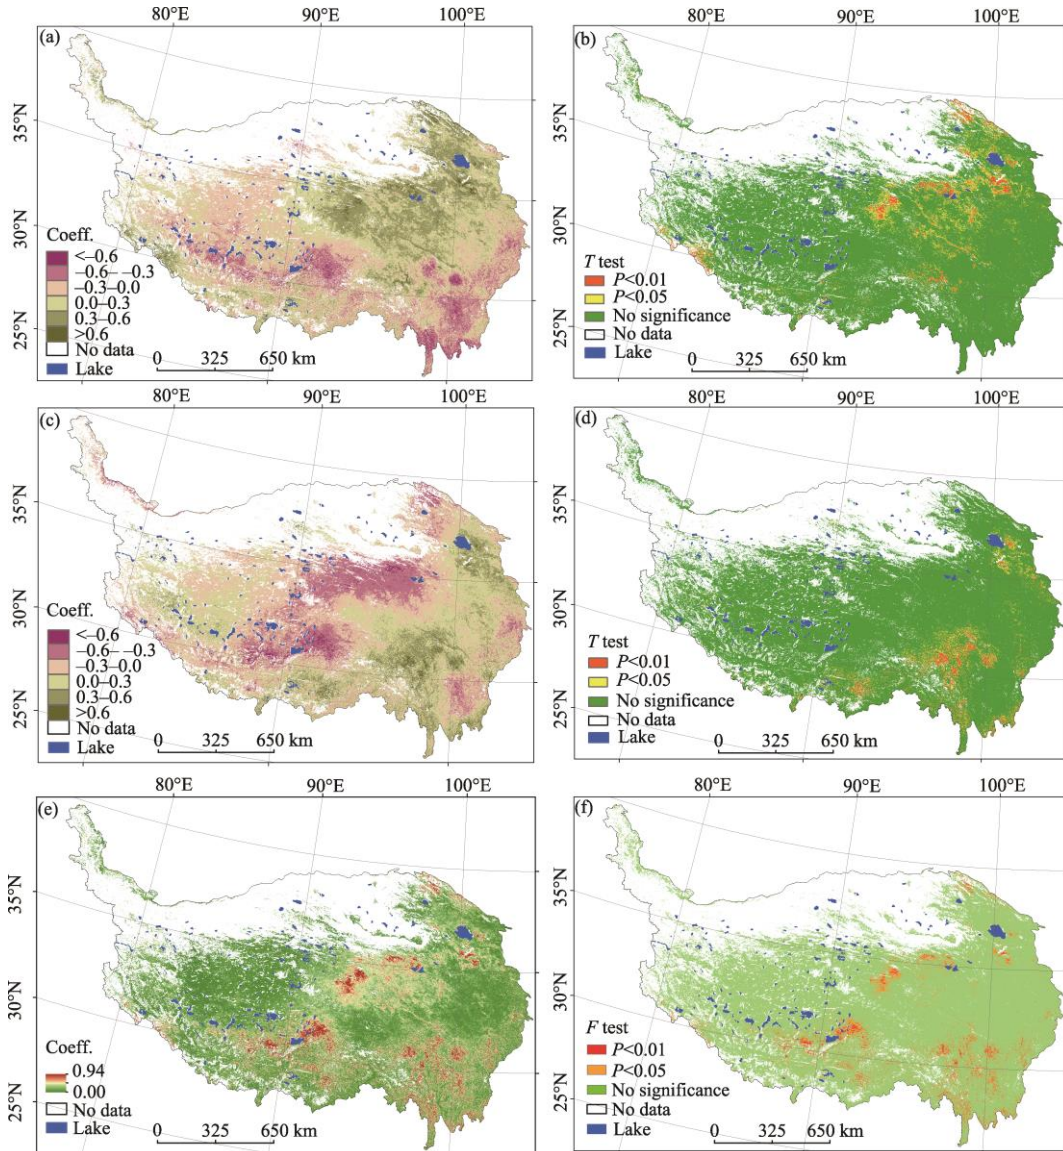 80°E 90°E 100°E
(a)
35°N
30°N
25°N
Coeff.
<–0.6
–0.6– –0.3
–0.3–0.0
0.0–0.3
0.3–0.6
>0.6
No data
Lake
0 325 650 km
80°E 90°E 100°E
(b)
35°N
30°N
25°N
T test
P<0.01
P<0.05
No significance
No data
Lake
0 325 650 km
80°E 90°E 100°E
(c)
35°N
30°N
25°N
Coeff.
<–0.6
–0.6– –0.3
–0.3–0.0
0.0–0.3
0.3–0.6
>0.6
No data
Lake
0 325 650 km
80°E 90°E 100°E
(d)
35°N
30°N
25°N
T test
P<0.01
P<0.05
No significance
No data
Lake
0 325 650 km
80°E 90°E 100°E
(e)
35°N
30°N
25°N
Coeff.
0.94
0.00
No data
Lake
0 325 650 km
80°E 90°E 100°E
(f)
35°N
30°N
25°N
F test
P<0.01
P<0.05
No significance
No data
Lake
0 325 650 km